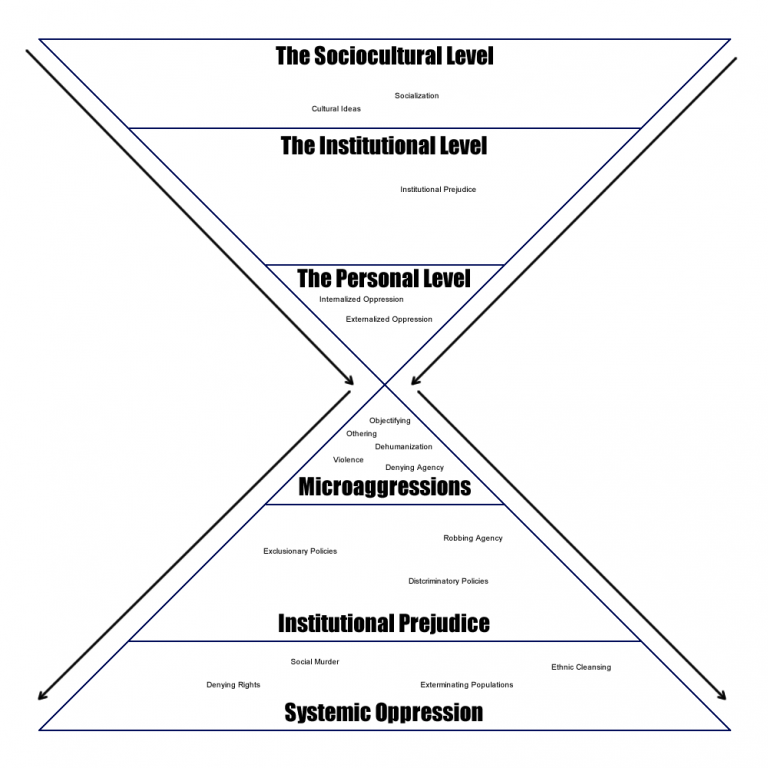 The Sociocultural Level
Socialization
Cultural Ideas
The Institutional Level
Institutional Prejudice
The Personal Level
Internalized Oppression
Externalized Oppression
Objectifying
Othering
Dehumanization
Violence
Denying Agency
Microaggressions
Robbing Agency
Exclusionary Policies
Distcriminatory Policies
Institutional Prejudice
Social Murder
Ethnic Cleansing
Denying Rights
Exterminating Populations
Systemic Oppression